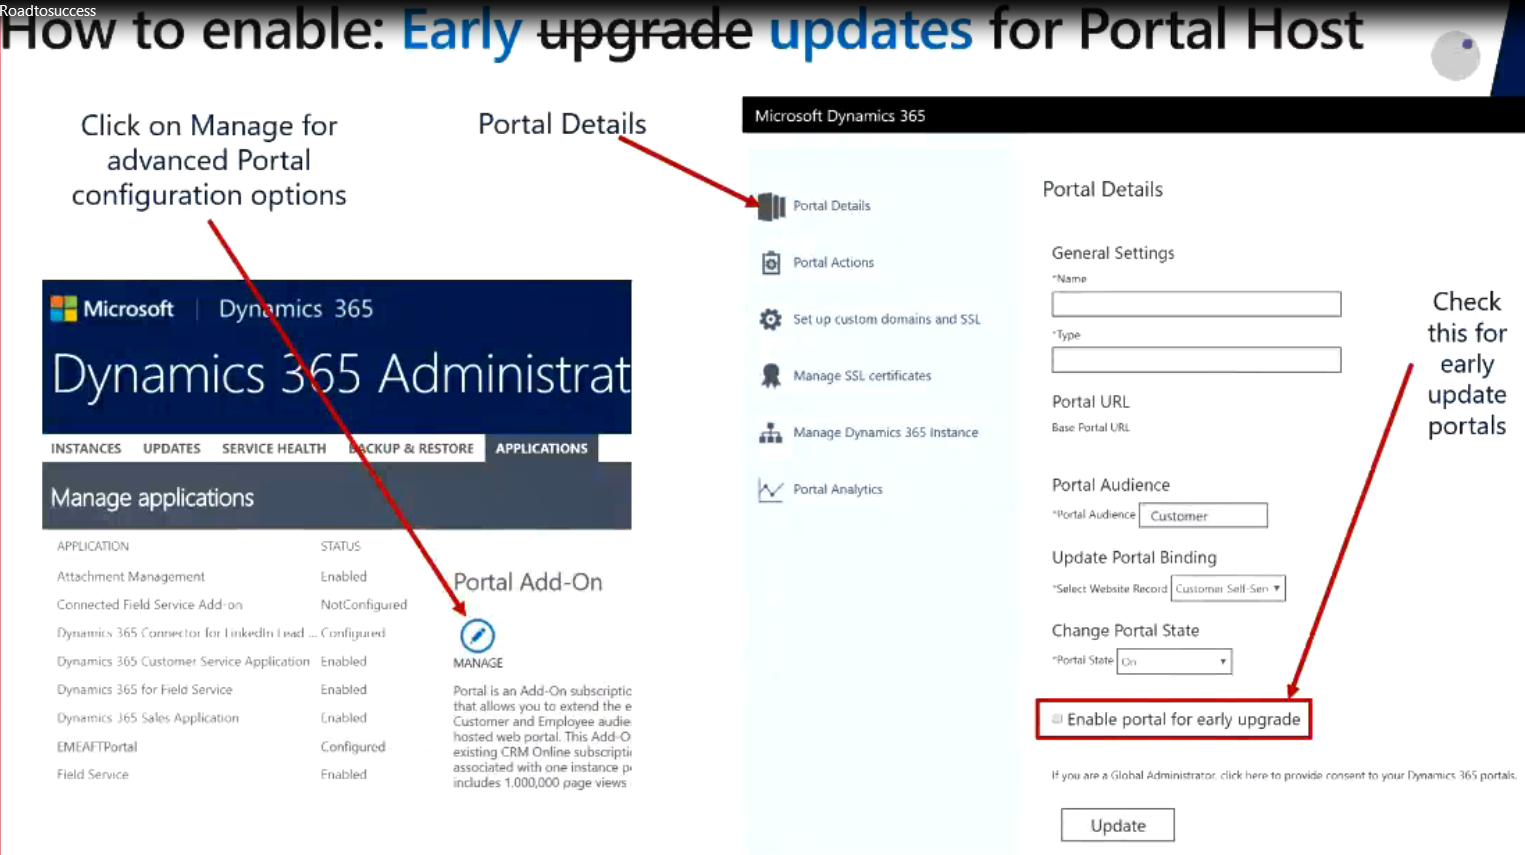 Roadtosuccess
How to enable: Early upgrade updates for Portal Host
Click on Manage for
advanced Portal
configuration options
Portal Details
Microsoft | Dynamics 365
Dynamics 365 Administrat
INSTANCES UPDATES SERVICE HEALTH BACKUP & RESTORE APPLICATIONS
Manage applications
APPLICATION STATUS
Attachment Management Enabled
Connected Field Service Add-on NotConfigured
Dynamics 365 Connector for LinkedIn Lead ... Configured
Dynamics 365 Customer Service Application Enabled
Dynamics 365 for Field Service Enabled
Dynamics 365 Sales Application Enabled
EMEAFTPortal Configured
Field Service Enabled
Portal Add-On
MANAGE
Portal is an Add-On subscriptic
that allows you to extend the e
Customer and Employee audie
hosted web portal. This Add-O
existing CRM Online subscripti
associated with one instance p
includes 1,000,000 page views
Microsoft Dynamics 365
Portal Details
Portal Actions
Set up custom domains and SSL
Manage SSL certificates
Manage Dynamics 365 Instance
Portal Analytics
Portal Details
General Settings
*Name
*Type
Portal URL
Base Portal URL
Portal Audience
*Portal Audience Customer
Update Portal Binding
*Select Website Record Customer Self-Serv
Change Portal State
*Portal State On
Enable portal for early upgrade
If you are a Global Administrator, click here to provide consent to your Dynamics 365 portals.
Update
Check
this for
early
update
portals